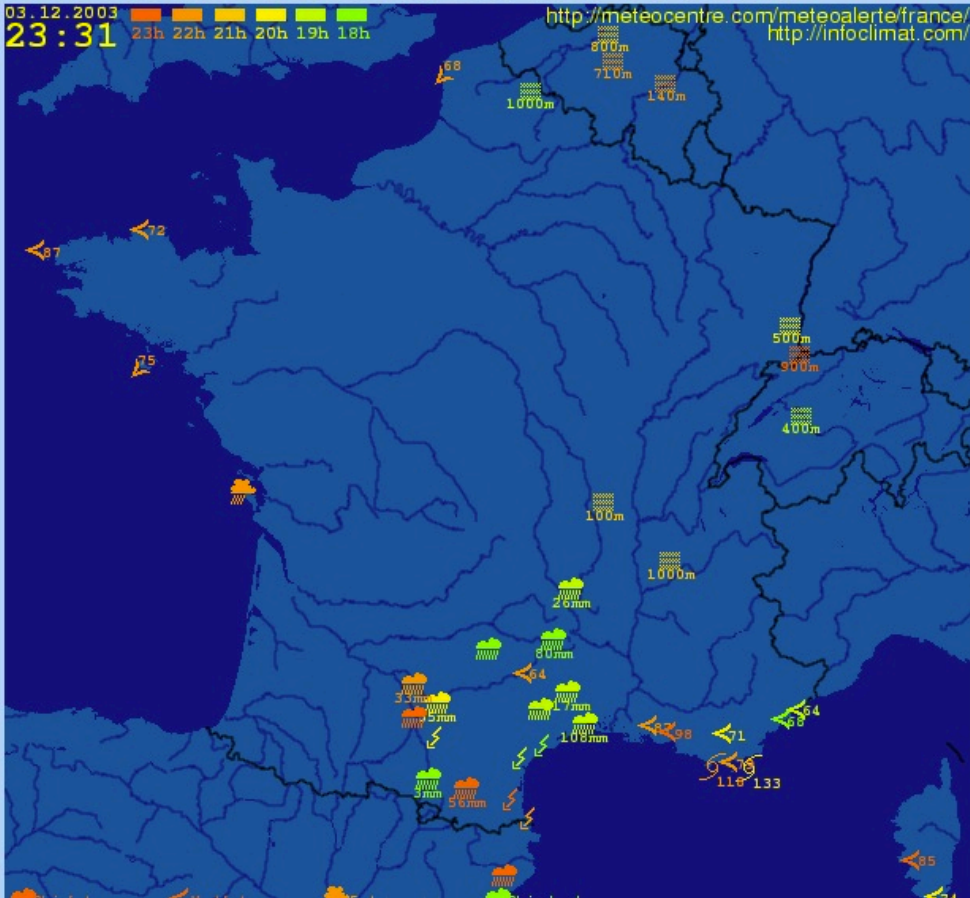 03.12.2003
23:31
23h 22h 21h 20h 19h 18h
http://meteocentre.com/meteoalerte/france/
http://infoclimat.com/
800m
68
710m
140m
1000m
72
87
500m
75
900m
400m
100m
1000m
26mm
80mm
64
33mm
17mm
64
68
98
71
108mm
133
3mm
56mm
85